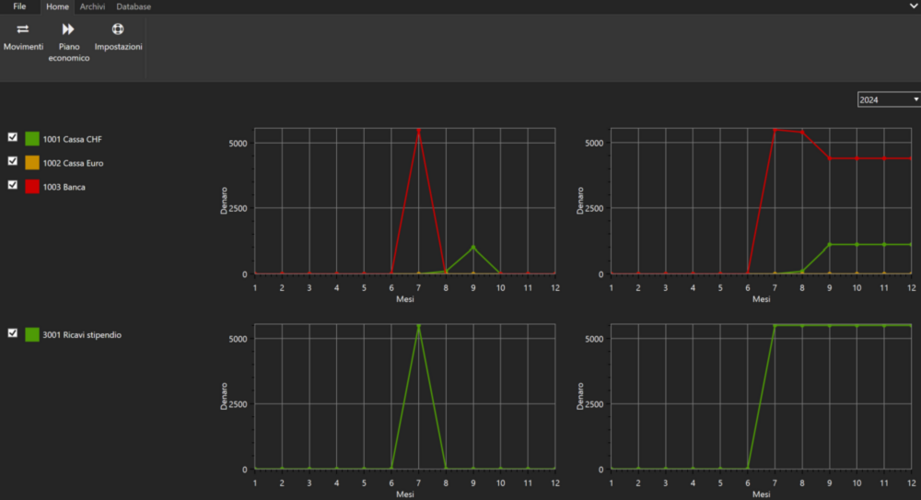 File Home Archivi Database
Movimenti Piano economico Impostazioni
2024
1001 Cassa CHF
1002 Cassa Euro
1003 Banca
5000
2500
0
Denaro
1 2 3 4 5 6 7 8 9 10 11 12
Mesi
5000
2500
0
Denaro
1 2 3 4 5 6 7 8 9 10 11 12
Mesi
3001 Ricavi stipendio
5000
2500
0
Denaro
1 2 3 4 5 6 7 8 9 10 11 12
Mesi
5000
2500
0
Denaro
1 2 3 4 5 6 7 8 9 10 11 12
Mesi